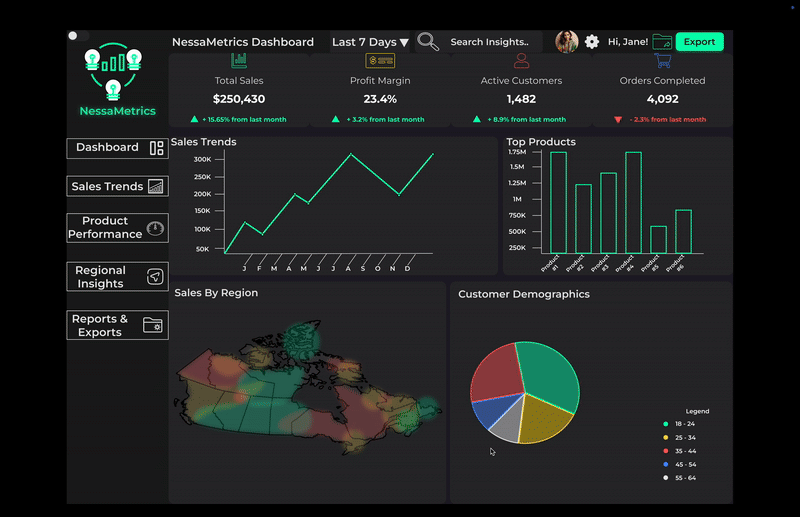 NessaMetrics Dashboard
Last 7 Days ▼
Search Insights..
Hi, Jane!
Export
NessaMetrics
Total Sales
$250,430
+ 15.65% from last month
Profit Margin
23.4%
+ 3.2% from last month
Active Customers
1,482
+ 8.9% from last month
Orders Completed
4,092
- 2.3% from last month
Dashboard
Sales Trends
Product
Performance
Regional
Insights
Reports &
Exports
Sales Trends
300K
250K
200K
150K
100K
50K
J F M A M J J A S O N D
Top Products
1.75M
1.5M
1.25M
1M
750K
500K
250K
Product
#1
Product
#2
Product
#3
Product
#4
Product
#5
Product
#6
Sales By Region
Customer Demographics
Legend
18 - 24
25 - 34
35 - 44
45 - 54
55 - 64